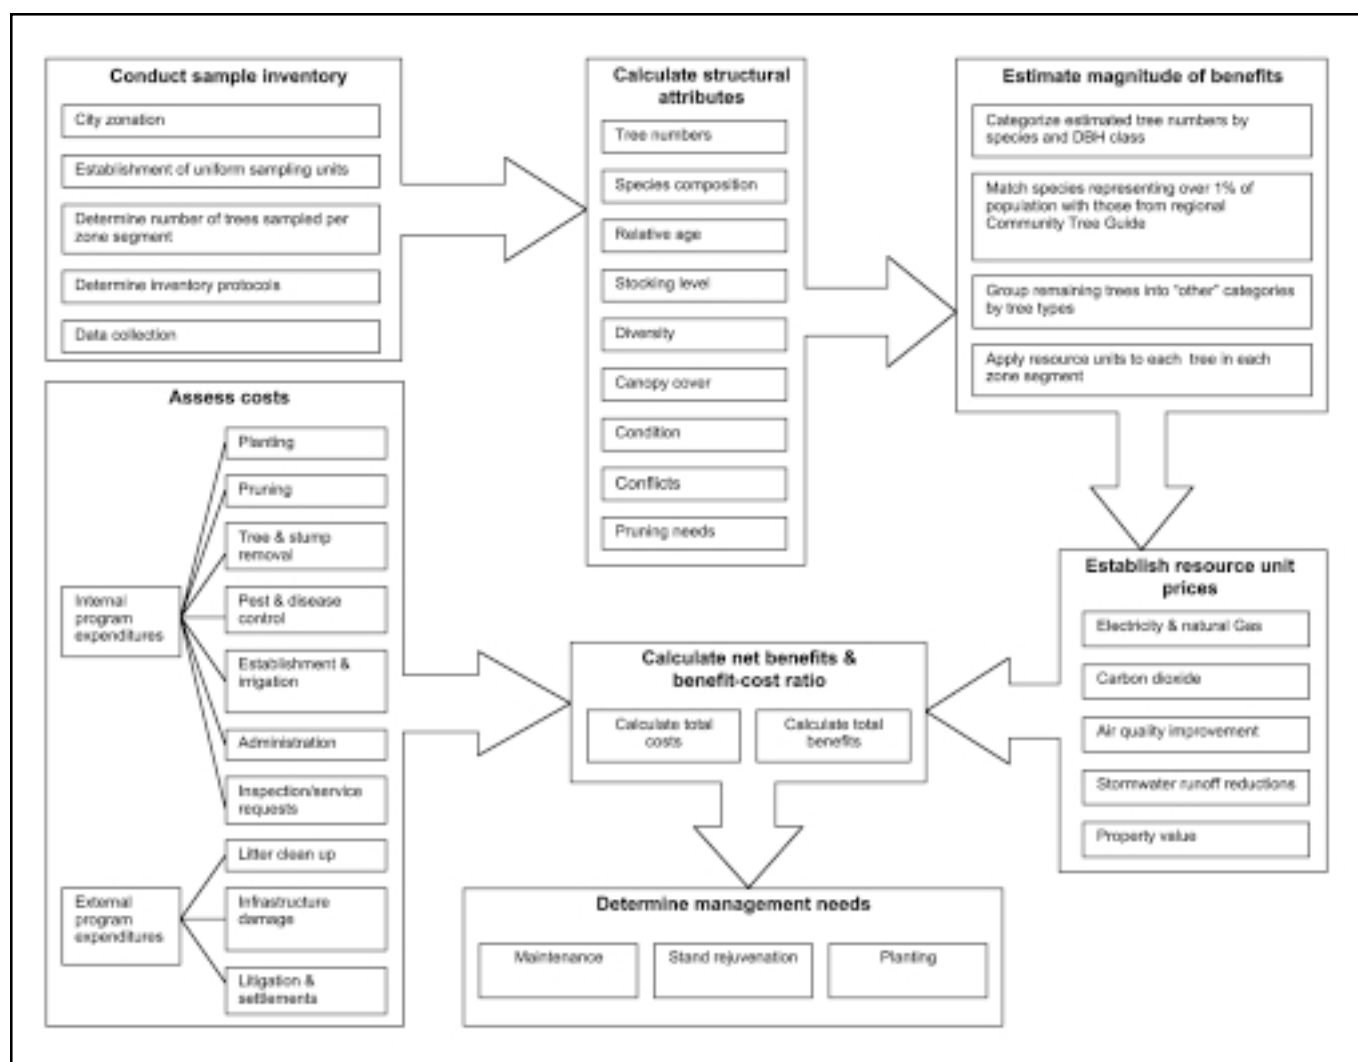 Conduct sample inventory
City zonation
Establishment of uniform sampling units
Determine number of trees sampled per
zone segment
Determine inventory protocols
Data collection
Calculate structural
attributes
Tree numbers
Species composition
Relative age
Stocking level
Diversity
Canopy cover
Condition
Conflicts
Pruning needs
Estimate magnitude of benefits
Categorize estimated tree numbers by
species and DBH class
Match species representing over 1% of
population with those from regional
Community Tree Guide
Group remaining trees into "other" categories
by tree types
Apply resource units to each tree in each
zone segment
Assess costs
Internal
program
expenditures
Planting
Pruning
Tree & stump
removal
Pest & disease
control
Establishment &
irrigation
Administration
Inspection/service
requests
External
program
expenditures
Litter clean up
Infrastructure
damage
Litigation &
settlements
Calculate net benefits &
benefit-cost ratio
Calculate total
costs
Calculate total
benefits
Establish resource unit
prices
Electricity & natural Gas
Carbon dioxide
Air quality improvement
Stormwater runoff reductions
Property value
Determine management needs
Maintenance
Stand rejuvenation
Planting